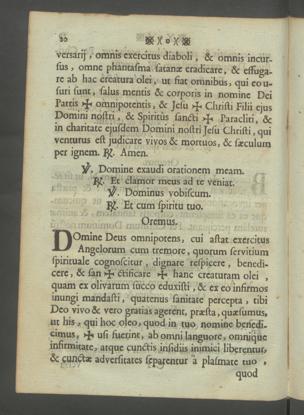 20 ※(o)※
versarij, omnis exercitus diaboli, & omnis incur-
sus, omne phantasma satanæ eradicare, & effuga-
re ab hac creatura olei, ut fiat omnibus, qui eo u-
suri sunt, salus mentis & corporis in nomine Dei
Patris ✠ omnipotentis, & Jesu ✠ Christi Filii ejus
Domini nostri, & Spiritus sancti ✠ Paracliti, &
in charitate ejusdem Domini nostri Jesu Christi, qui
venturus est judicare vivos & mortuos, & sæculum
per ignem. ℟. Amen.
℣. Domine exaudi orationem meam.
℟. Et clamor meus ad te veniat.
℣. Dominus vobiscum.
℟. Et cum spiritu tuo.
Oremus.
Domine Deus omnipotens, cui astat exercitus
Angelorum cum tremore, quorum servitium
spirituale cognoscitur, dignare respicere, benedi-
cere, & san ✠ ctificare ✠ hanc creaturam olei,
quam ex olivarum succo eduxisti, & ex eo infirmos
inungi mandasti, quatenus sanitate percepta, tibi
Deo vivo & vero gratias agerent, præsta, quæsumus,
ut his, qui hoc oleo, quod in tuo nomine benedi-
cimus, ✠ usi fuerint, ab omni languore, omnique
infirmitate, atque cunctis insidiis inimici liberentur,
& cunctæ adversitates separentur à plasmate tuo,
quod